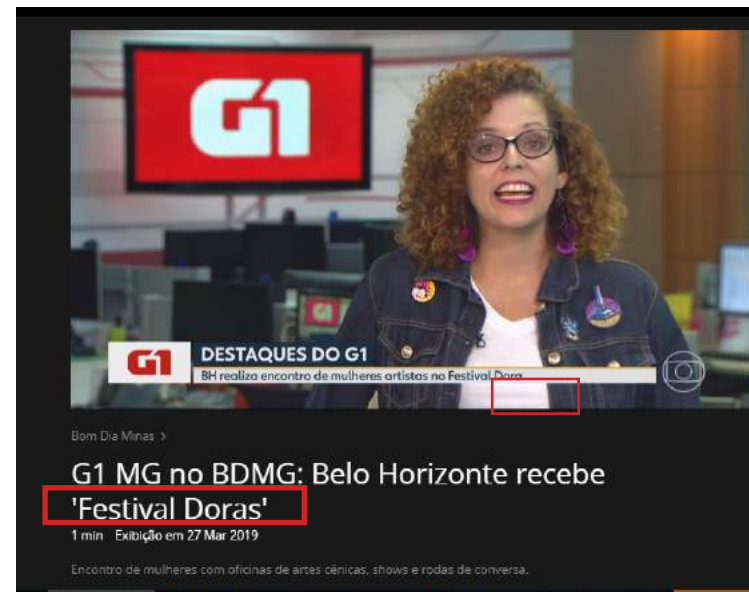 G1
G1
DESTAQUES DO G1
BH realiza encontro de mulheres artistas no Festival Dora
Bom Dia Minas >
G1 MG no BDMG: Belo Horizonte recebe
'Festival Doras'
1 min Exibição em 27 Mar 2019
Encontro de mulheres com oficinas de artes cênicas, shows e rodas de conversa.